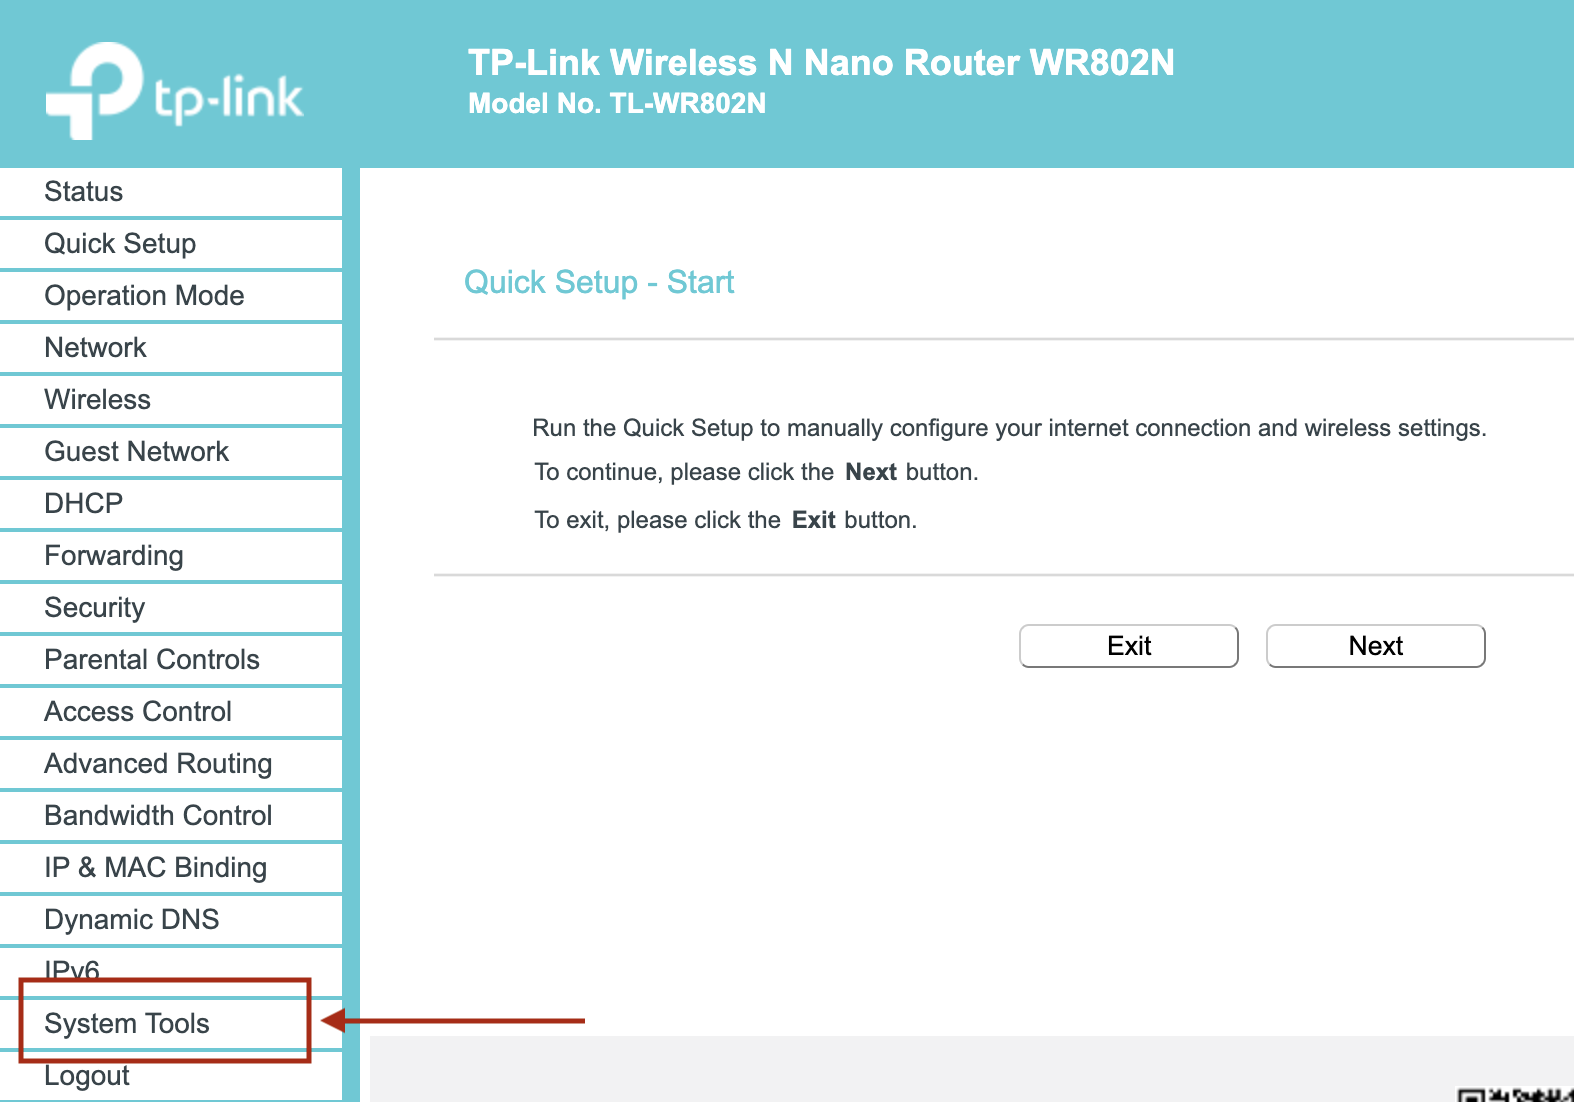 tp-link
TP-Link Wireless N Nano Router WR802N
Model No. TL-WR802N
Status
Quick Setup
Operation Mode
Network
Wireless
Guest Network
DHCP
Forwarding
Security
Parental Controls
Access Control
Advanced Routing
Bandwidth Control
IP & MAC Binding
Dynamic DNS
IPv6
System Tools
Logout
Quick Setup - Start
Run the Quick Setup to manually configure your internet connection and wireless settings.
To continue, please click the Next button.
To exit, please click the Exit button.
Exit Next